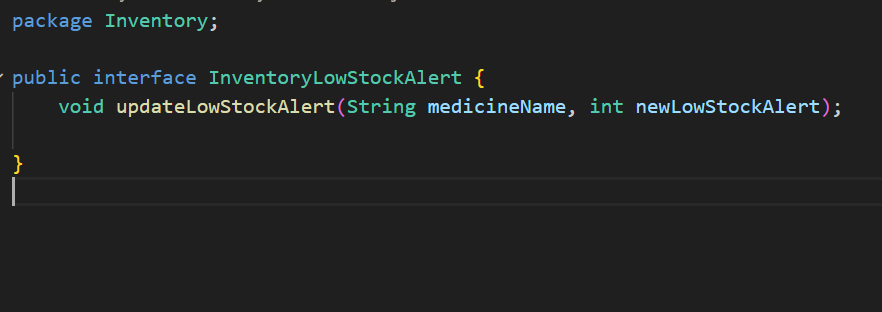 package Inventory;
public interface InventoryLowStockAlert {
void updateLowStockAlert(String medicineName, int newLowStockAlert);
}